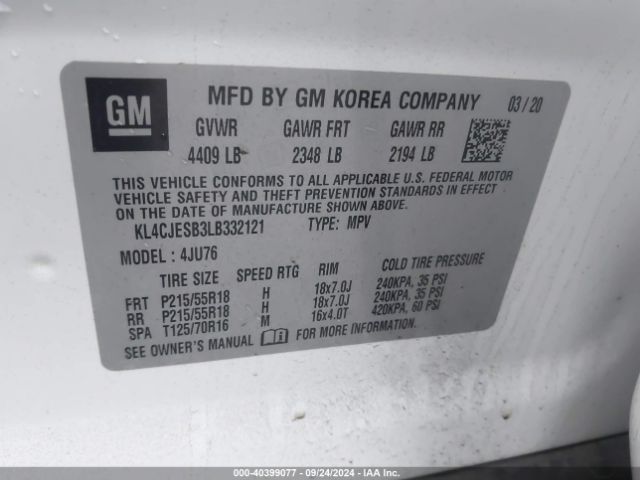 GM
MFD BY GM KOREA COMPANY 03/20
GVWR GAWR FRT GAWR RR
4409 LB 2348 LB 2194 LB
THIS VEHICLE CONFORMS TO ALL APPLICABLE U.S. FEDERAL MOTOR
VEHICLE SAFETY AND THEFT PREVENTION STANDARDS IN EFFECT
ON THE DATE OF MANUFACTURE SHOWN ABOVE.
KL4CJESB3LB332121 TYPE: MPV
MODEL : 4JU76
TIRE SIZE SPEED RTG RIM COLD TIRE PRESSURE
FRT P215/55R18 H 18x7.0J 240KPA, 35 PSI
RR P215/55R18 H 18x7.0J 240KPA, 35 PSI
SPA T125/70R16 M 16x4.0T 420KPA, 60 PSI
SEE OWNER'S MANUAL FOR MORE INFORMATION.
000-40399077 - 09/24/2024 - IAAI.com